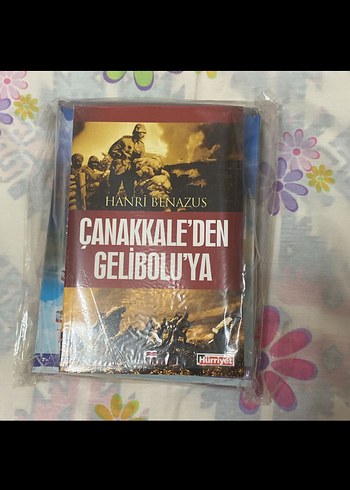 HANRİ BENAZUS
ÇANAKKALE'DEN
GELİBOLU'YA
Hürriyet